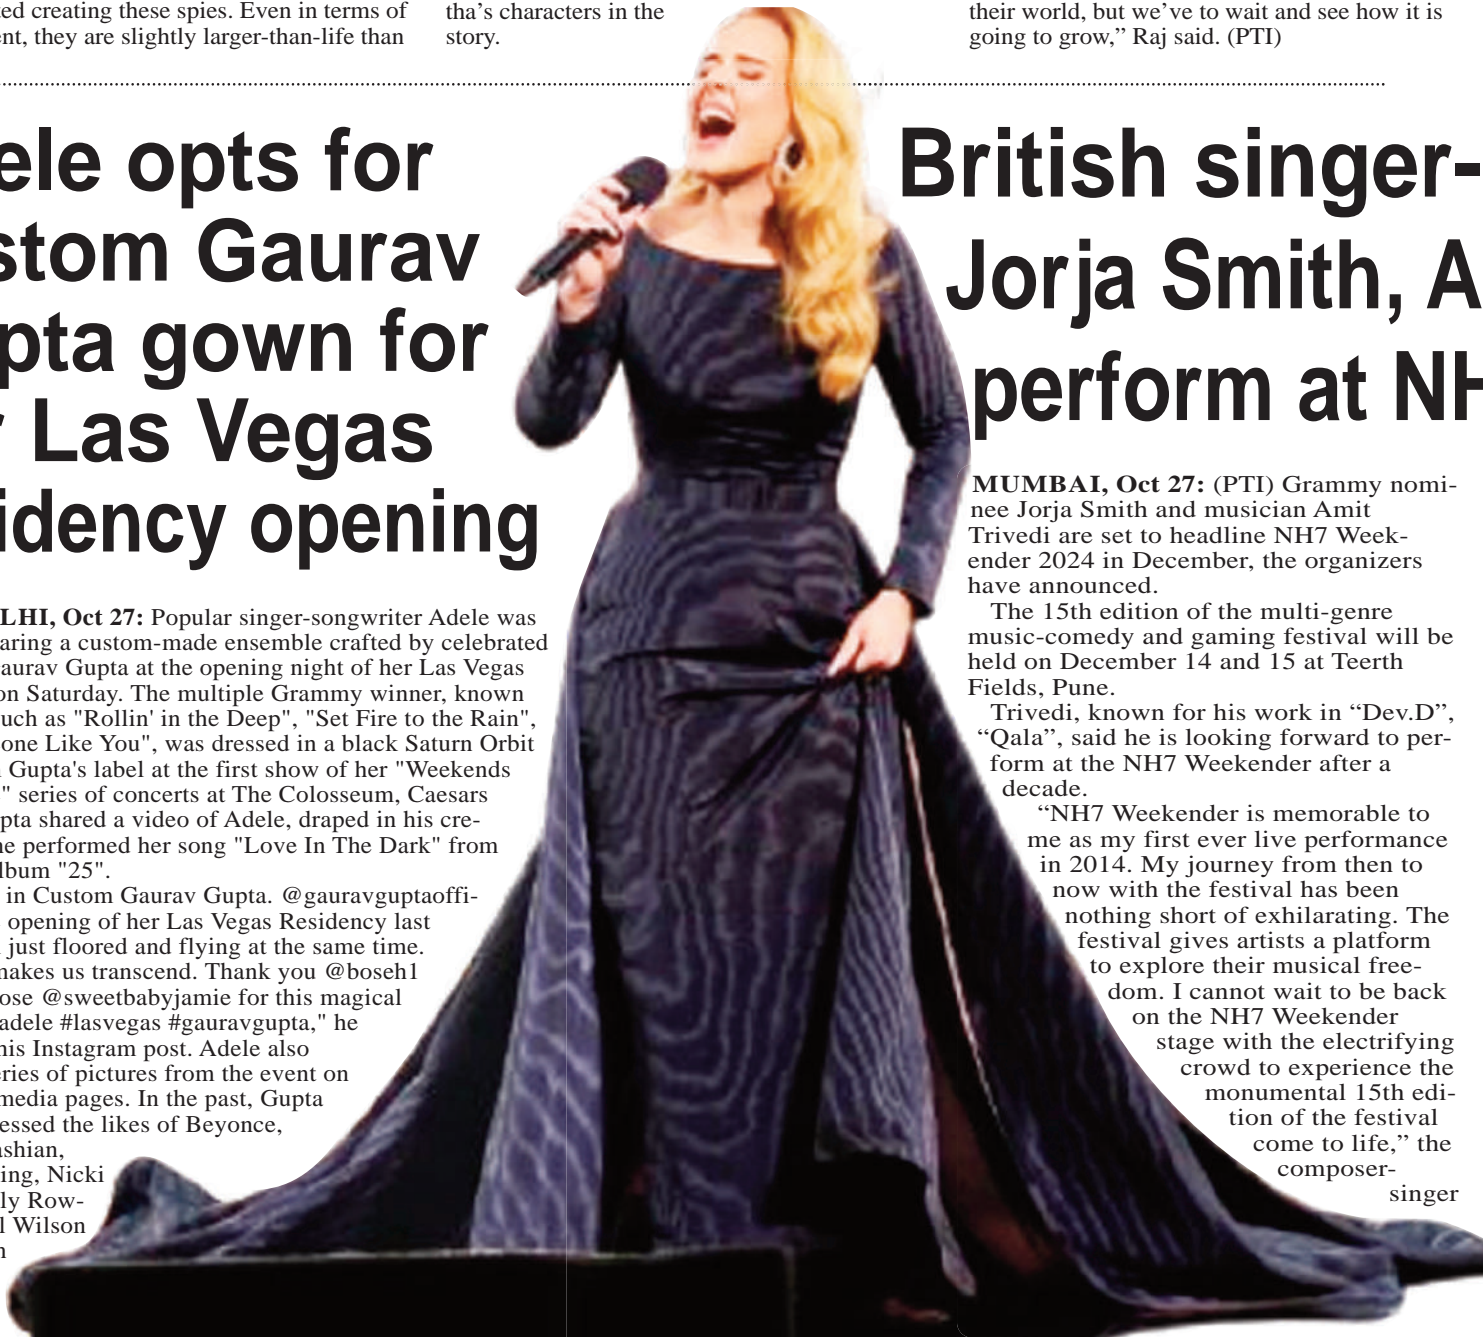 ted creating these spies. Even in terms of
ent, they are slightly larger-than-life than
tha’s characters in the
story.
their world, but we’ve to wait and see how it is
going to grow,” Raj said. (PTI)
ele opts for
stom Gaurav
pta gown for
r Las Vegas
idency opening
LHI, Oct 27: Popular singer-songwriter Adele was
aring a custom-made ensemble crafted by celebrated
aurav Gupta at the opening night of her Las Vegas
on Saturday. The multiple Grammy winner, known
uch as "Rollin' in the Deep", "Set Fire to the Rain",
one Like You", was dressed in a black Saturn Orbit
n Gupta's label at the first show of her "Weekends
" series of concerts at The Colosseum, Caesars
pta shared a video of Adele, draped in his cre-
he performed her song "Love In The Dark" from
lbum "25".
in Custom Gaurav Gupta. @gauravguptaoffi-
opening of her Las Vegas Residency last
just floored and flying at the same time.
makes us transcend. Thank you @boseh1
ose @sweetbabyjamie for this magical
adele #lasvegas #gauravgupta," he
his Instagram post. Adele also
eries of pictures from the event on
media pages. In the past, Gupta
essed the likes of Beyonce,
ashian,
ing, Nicki
ly Row-
l Wilson
n
British singer-
Jorja Smith, A
perform at NH
MUMBAI, Oct 27: (PTI) Grammy nomi-
nee Jorja Smith and musician Amit
Trivedi are set to headline NH7 Week-
ender 2024 in December, the organizers
have announced.
The 15th edition of the multi-genre
music-comedy and gaming festival will be
held on December 14 and 15 at Teerth
Fields, Pune.
Trivedi, known for his work in “Dev.D”,
“Qala”, said he is looking forward to per-
form at the NH7 Weekender after a
decade.
“NH7 Weekender is memorable to
me as my first ever live performance
in 2014. My journey from then to
now with the festival has been
nothing short of exhilarating. The
festival gives artists a platform
to explore their musical free-
dom. I cannot wait to be back
on the NH7 Weekender
stage with the electrifying
crowd to experience the
monumental 15th edi-
tion of the festival
come to life,” the
composer-
singer